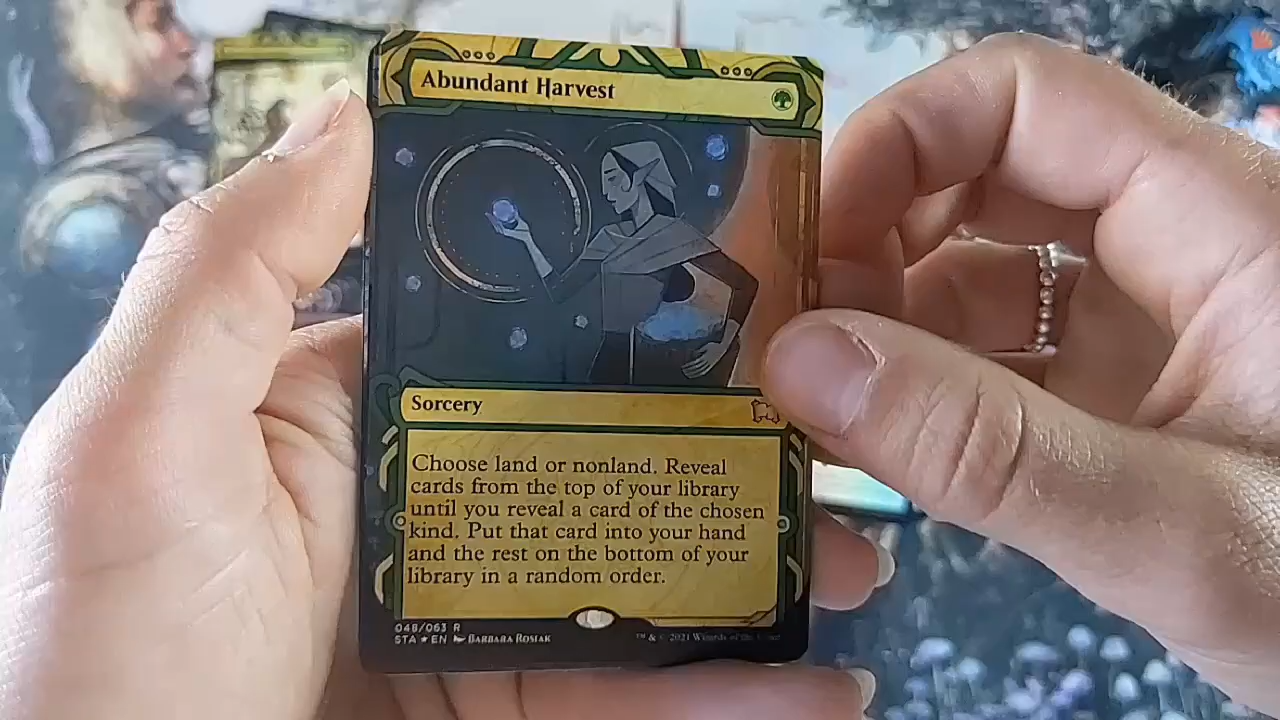 Abundant Harvest
Sorcery
Choose land or nonland. Reveal
cards from the top of your library
until you reveal a card of the chosen
kind. Put that card into your hand
and the rest on the bottom of your
library in a random order.
048/063 R
STA ★ EN Barbara Rosiak
™ & © 2021 Wizards of the Coast